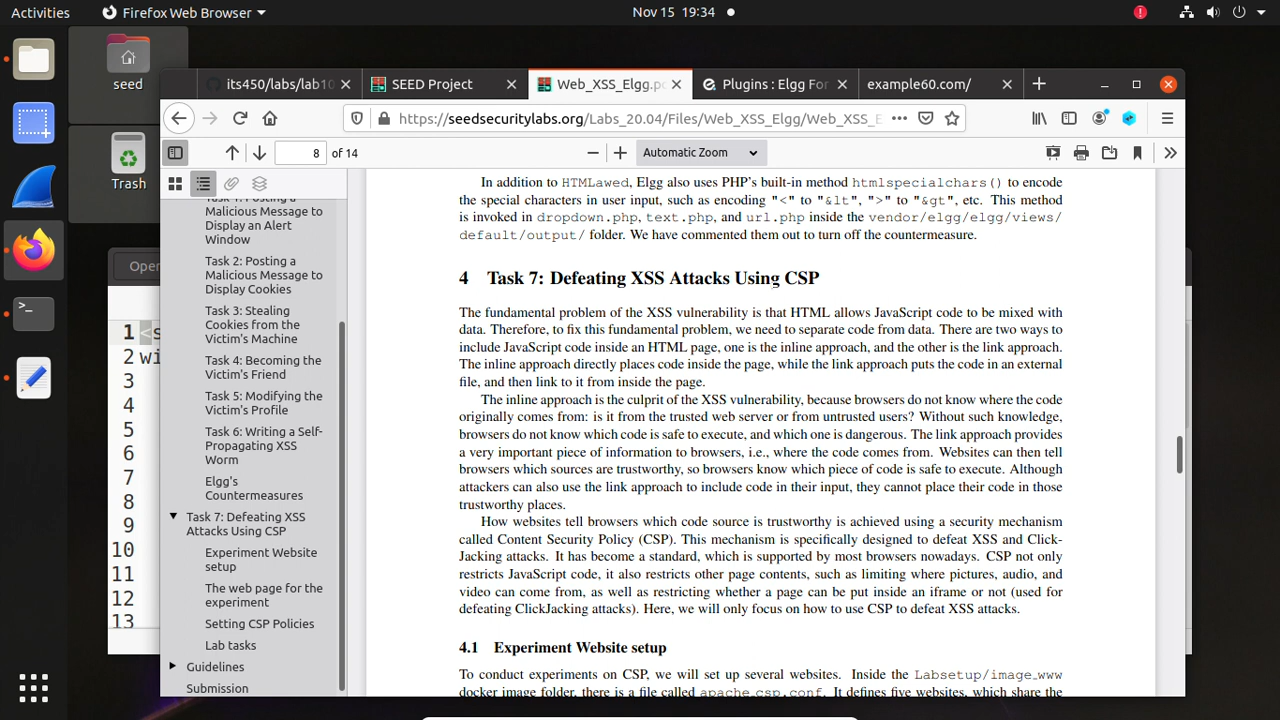 Activities
Firefox Web Browser
Nov 15 19:34
seed
Trash
its450/labs/lab10
SEED Project
Web_XSS_Elgg.pd
Plugins : Elgg For
example60.com/
https://seedsecuritylabs.org/Labs_20.04/Files/Web_XSS_Elgg/Web_XSS_E
8 of 14
Automatic Zoom
Malicious Message to
Display an Alert
Window
Task 2: Posting a
Malicious Message to
Display Cookies
Task 3: Stealing
Cookies from the
Victim's Machine
Task 4: Becoming the
Victim's Friend
Task 5: Modifying the
Victim's Profile
Task 6: Writing a Self-
Propagating XSS
Worm
Elgg's
Countermeasures
Task 7: Defeating XSS
Attacks Using CSP
Experiment Website
setup
The web page for the
experiment
Setting CSP Policies
Lab tasks
Guidelines
Submission
Open
1 <s
2 wi
3
4
5
6
7
8
9
10
11
12
13
In addition to HTMLawed, Elgg also uses PHP's built-in method htmlspecialchars() to encode
the special characters in user input, such as encoding "<" to "&lt", ">" to "&gt", etc. This method
is invoked in dropdown.php, text.php, and url.php inside the vendor/elgg/elgg/views/
default/output/ folder. We have commented them out to turn off the countermeasure.
4 Task 7: Defeating XSS Attacks Using CSP
The fundamental problem of the XSS vulnerability is that HTML allows JavaScript code to be mixed with
data. Therefore, to fix this fundamental problem, we need to separate code from data. There are two ways to
include JavaScript code inside an HTML page, one is the inline approach, and the other is the link approach.
The inline approach directly places code inside the page, while the link approach puts the code in an external
file, and then link to it from inside the page.
The inline approach is the culprit of the XSS vulnerability, because browsers do not know where the code
originally comes from: is it from the trusted web server or from untrusted users? Without such knowledge,
browsers do not know which code is safe to execute, and which one is dangerous. The link approach provides
a very important piece of information to browsers, i.e., where the code comes from. Websites can then tell
browsers which sources are trustworthy, so browsers know which piece of code is safe to execute. Although
attackers can also use the link approach to include code in their input, they cannot place their code in those
trustworthy places.
How websites tell browsers which code source is trustworthy is achieved using a security mechanism
called Content Security Policy (CSP). This mechanism is specifically designed to defeat XSS and Click-
Jacking attacks. It has become a standard, which is supported by most browsers nowadays. CSP not only
restricts JavaScript code, it also restricts other page contents, such as limiting where pictures, audio, and
video can come from, as well as restricting whether a page can be put inside an iframe or not (used for
defeating ClickJacking attacks). Here, we will only focus on how to use CSP to defeat XSS attacks.
4.1 Experiment Website setup
To conduct experiments on CSP, we will set up several websites. Inside the Labsetup/image_www
docker image folder, there is a file called apache_csp.conf. It defines five websites, which share the